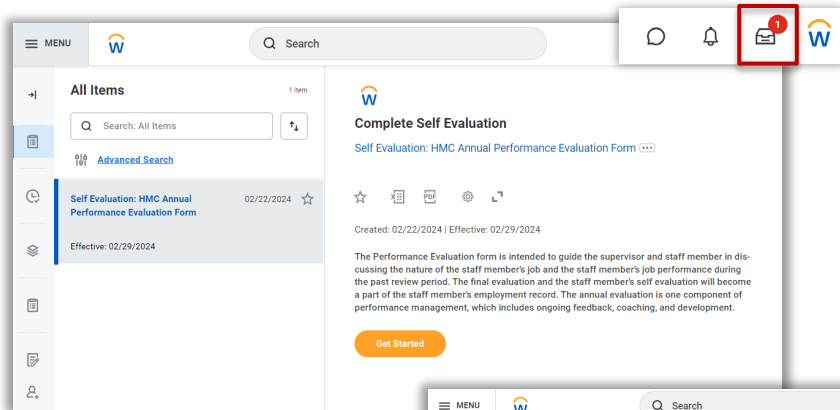 MENU
Search
1
All Items
1 item
Search: All Items
Advanced Search
Self Evaluation: HMC Annual
Performance Evaluation Form
02/22/2024
Effective: 02/29/2024
Complete Self Evaluation
Self Evaluation: HMC Annual Performance Evaluation Form
PDF
Created: 02/22/2024 | Effective: 02/29/2024
The Performance Evaluation form is intended to guide the supervisor and staff member in dis-
cussing the nature of the staff member's job and the staff member's job performance during
the past review period. The final evaluation and the staff member's self evaluation will become
a part of the staff member's employment record. The annual evaluation is one component of
performance management, which includes ongoing feedback, coaching, and development.
Get Started
MENU
Search